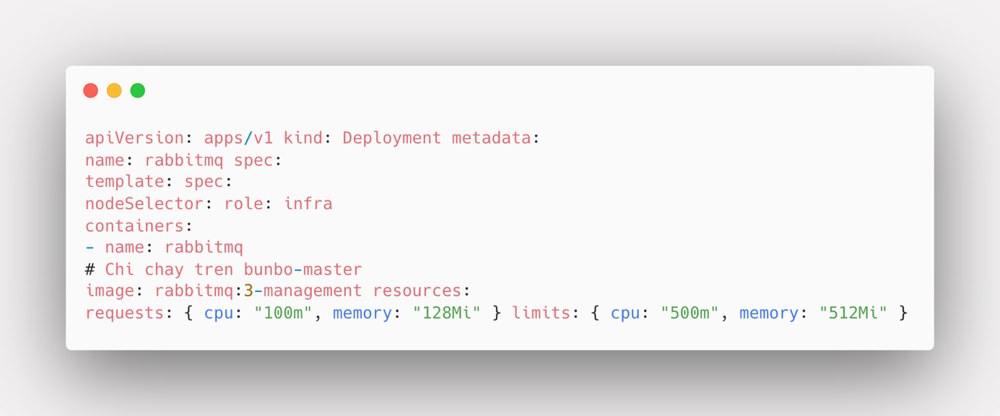 apiVersion: apps/v1 kind: Deployment metadata:
name: rabbitmq spec:
template: spec:
nodeSelector: role: infra
containers:
- name: rabbitmq
# Chi chay tren bunbo-master
image: rabbitmq:3-management resources:
requests: { cpu: "100m", memory: "128Mi" } limits: { cpu: "500m", memory: "512Mi" }